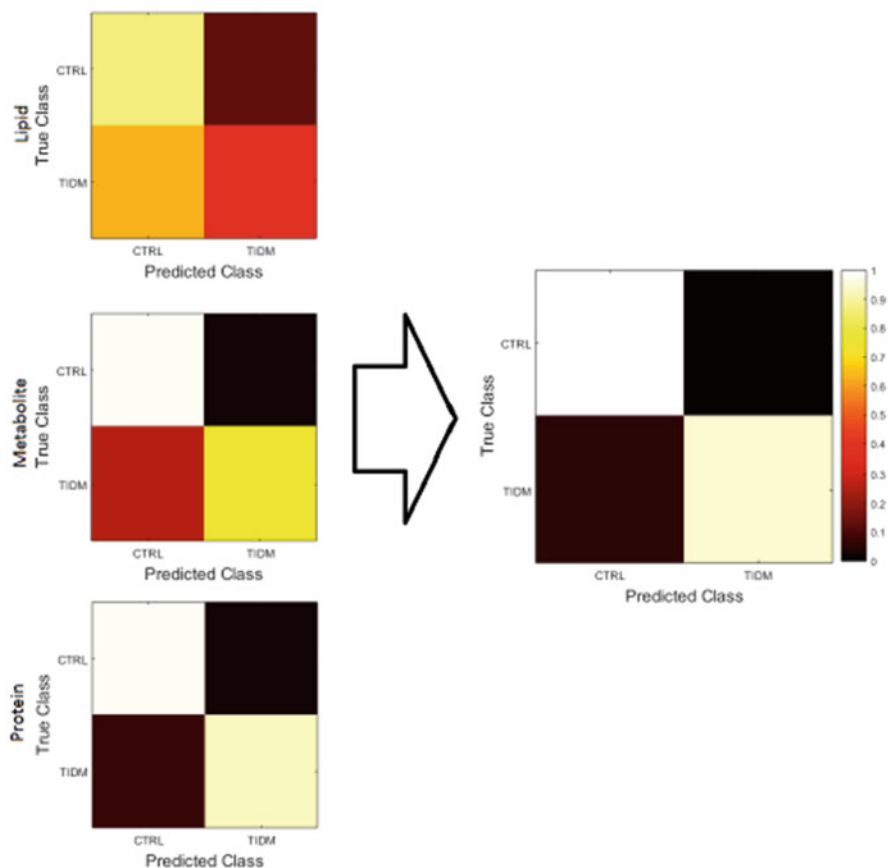 Lipid
True Class
CTRL
TIDM
CTRL TIDM
Predicted Class
Metabolite
True Class
CTRL
TIDM
CTRL TIDM
Predicted Class
Protein
True Class
CTRL
TIDM
CTRL TIDM
Predicted Class
True Class
CTRL
TIDM
CTRL TIDM
Predicted Class
1
0.9
0.8
0.7
0.6
0.5
0.4
0.3
0.2
0.1
0